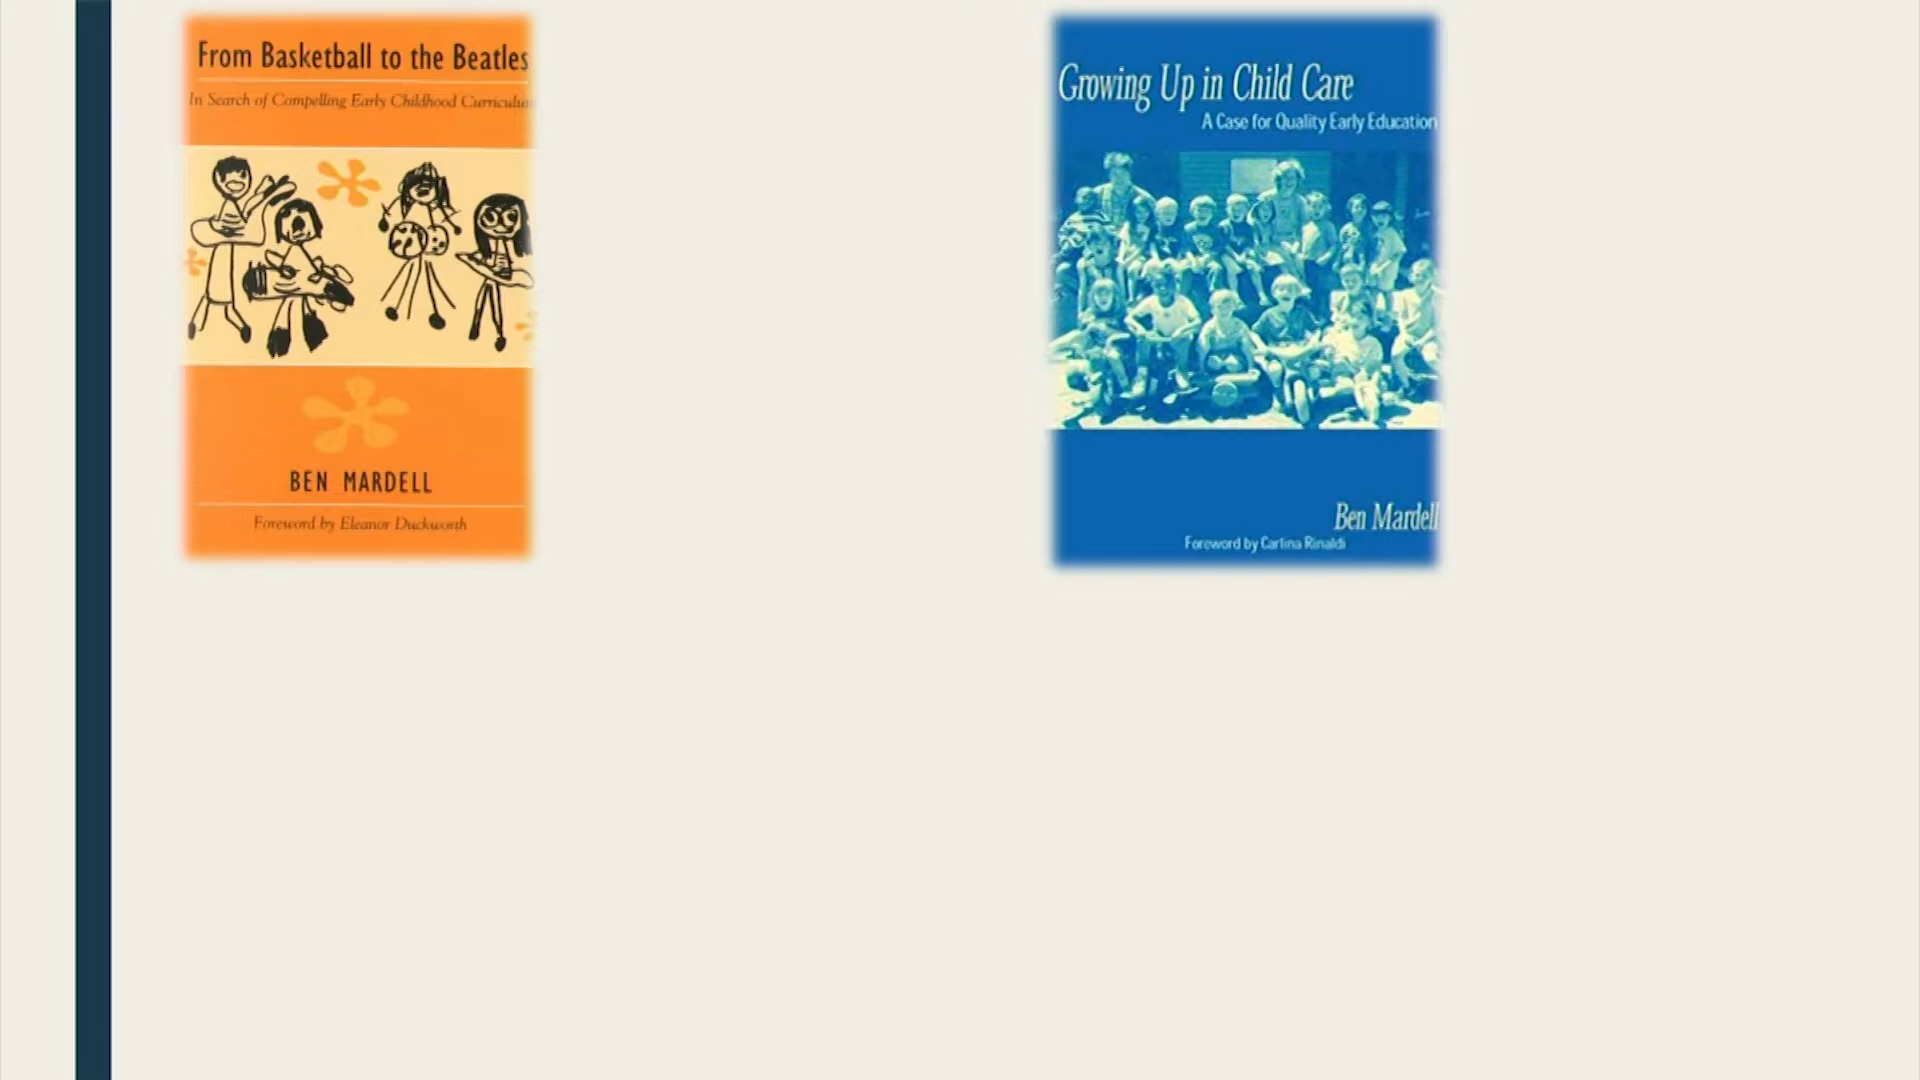 From Basketball to the Beatles
In Search of Compelling Early Childhood Curriculum
BEN MARDELL
Foreword by Eleanor Duckworth
Growing Up in Child Care
A Case for Quality Early Education
Ben Mardell
Foreword by Carlina Rinaldi